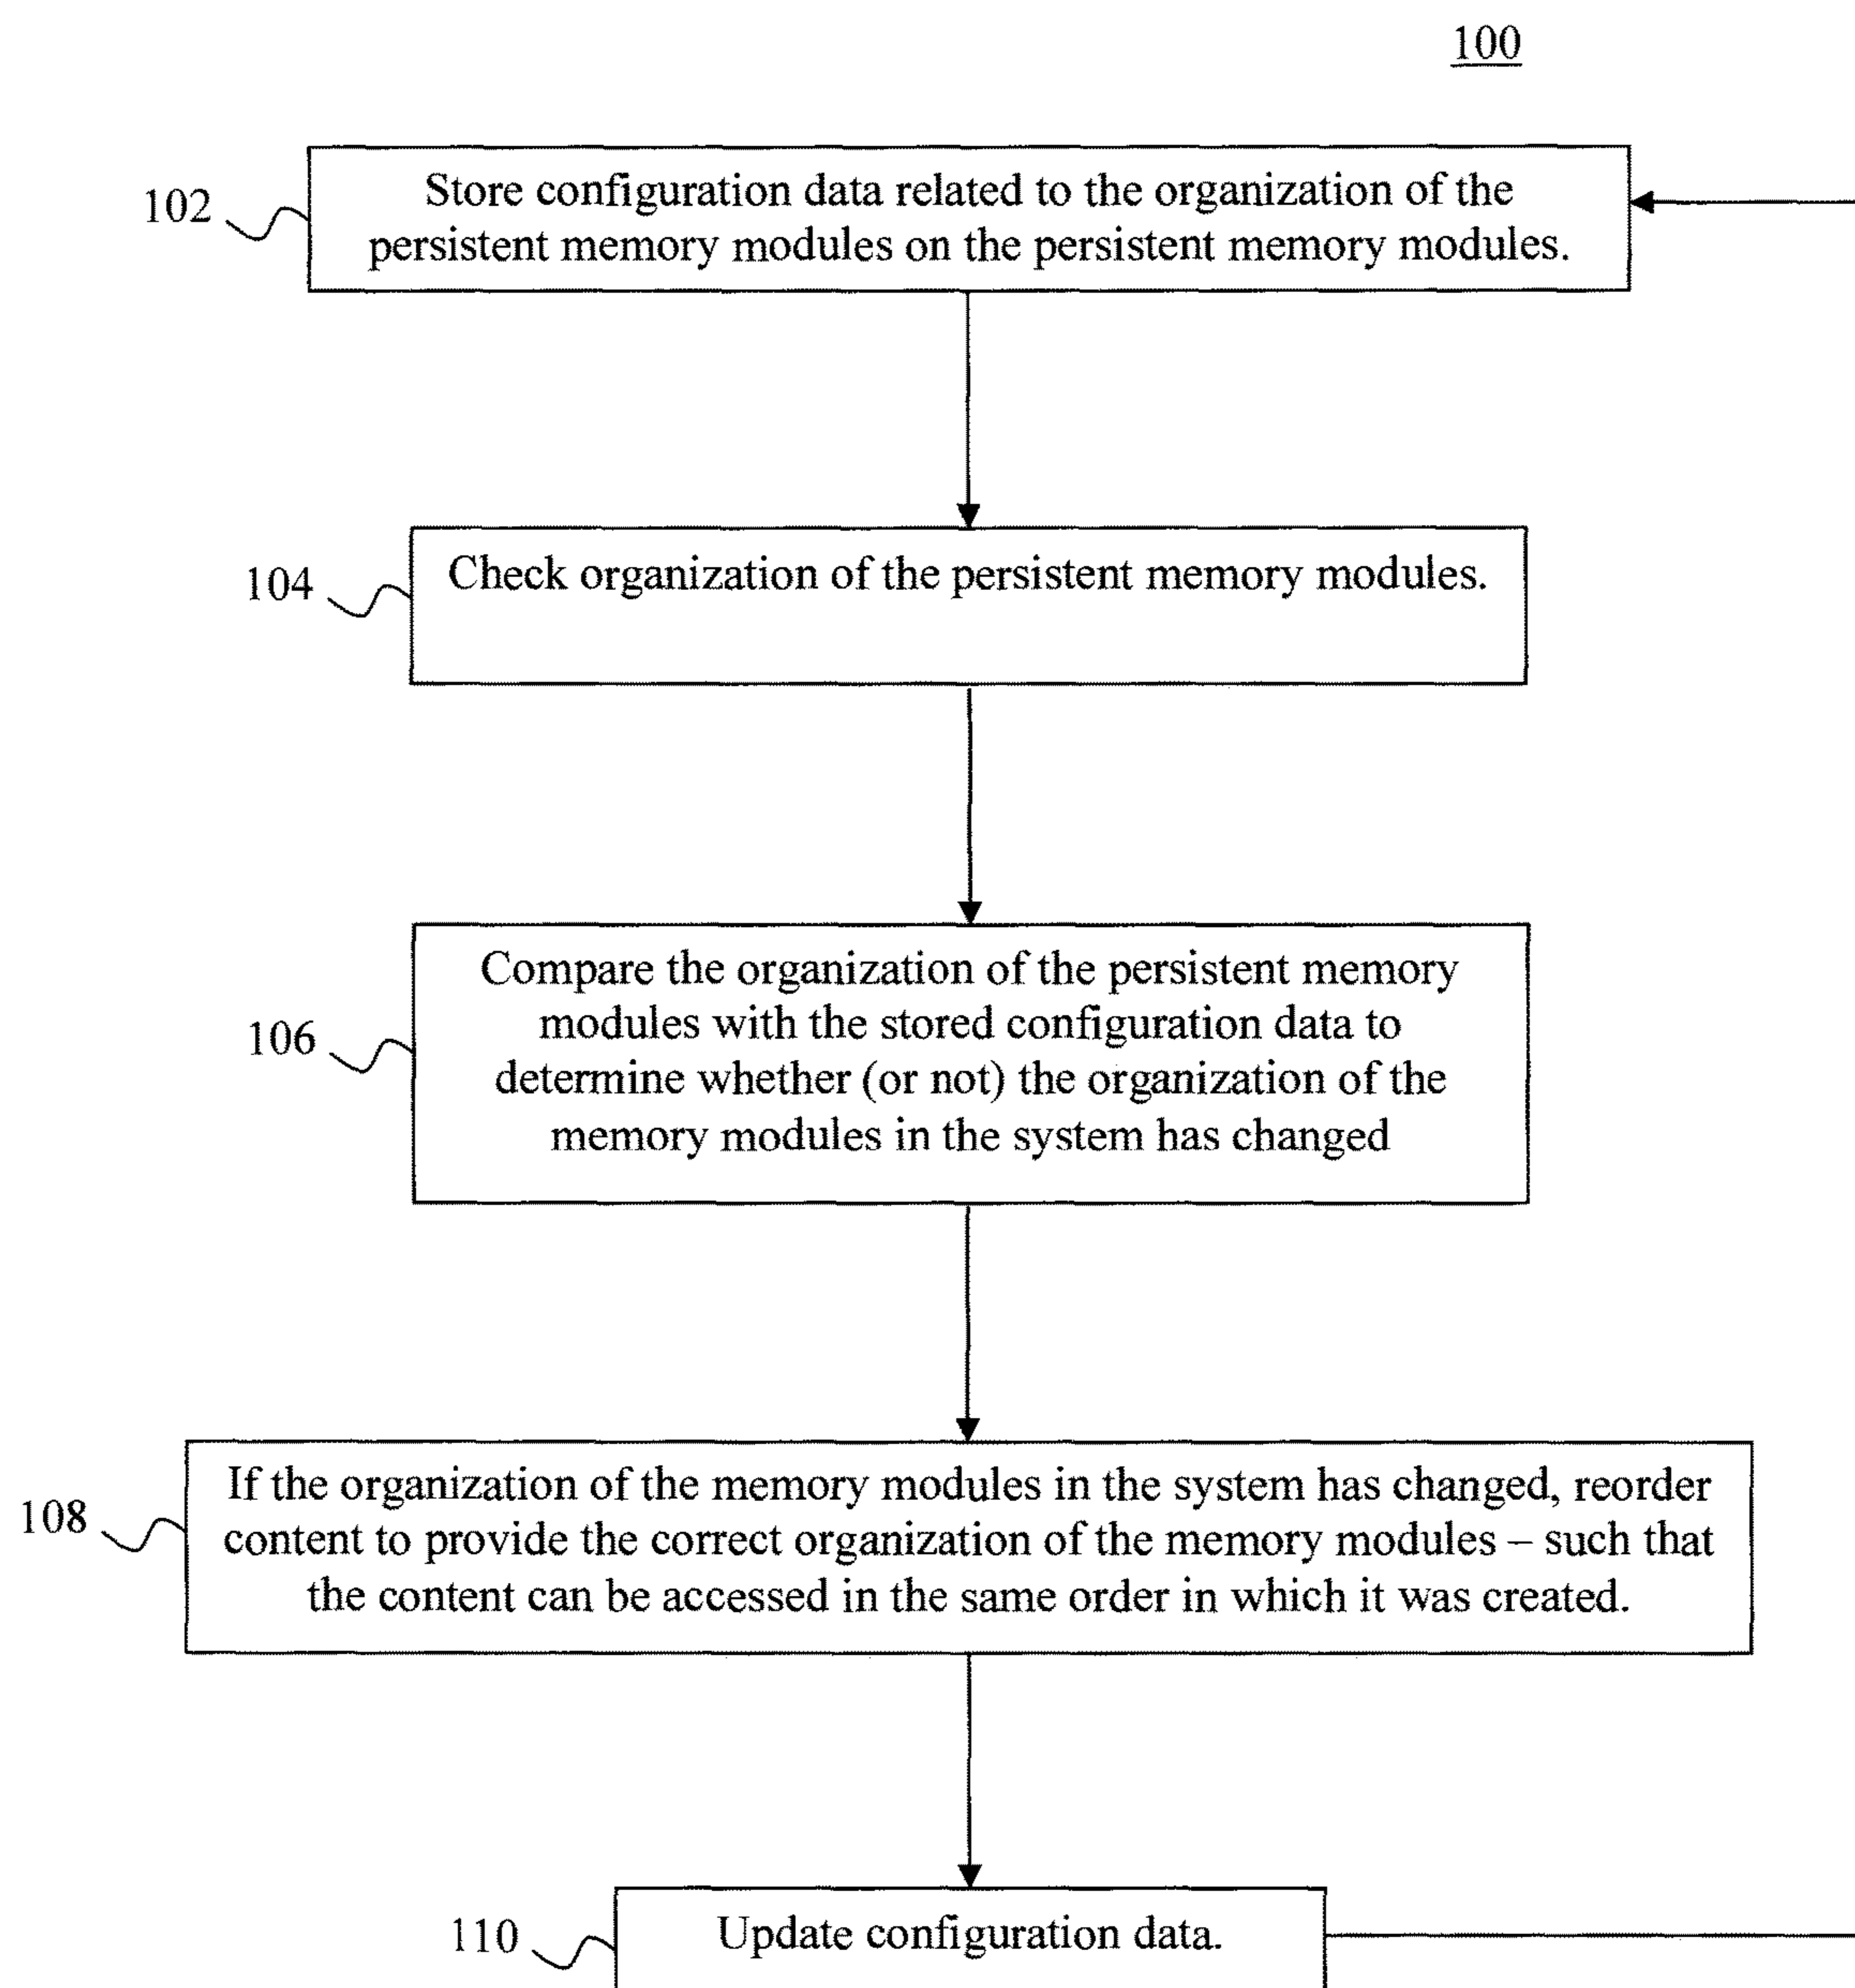 100
102
Store configuration data related to the organization of the
persistent memory modules on the persistent memory modules.
104
Check organization of the persistent memory modules.
106
Compare the organization of the persistent memory
modules with the stored configuration data to
determine whether (or not) the organization of the
memory modules in the system has changed
108
If the organization of the memory modules in the system has changed, reorder
content to provide the correct organization of the memory modules – such that
the content can be accessed in the same order in which it was created.
110
Update configuration data.